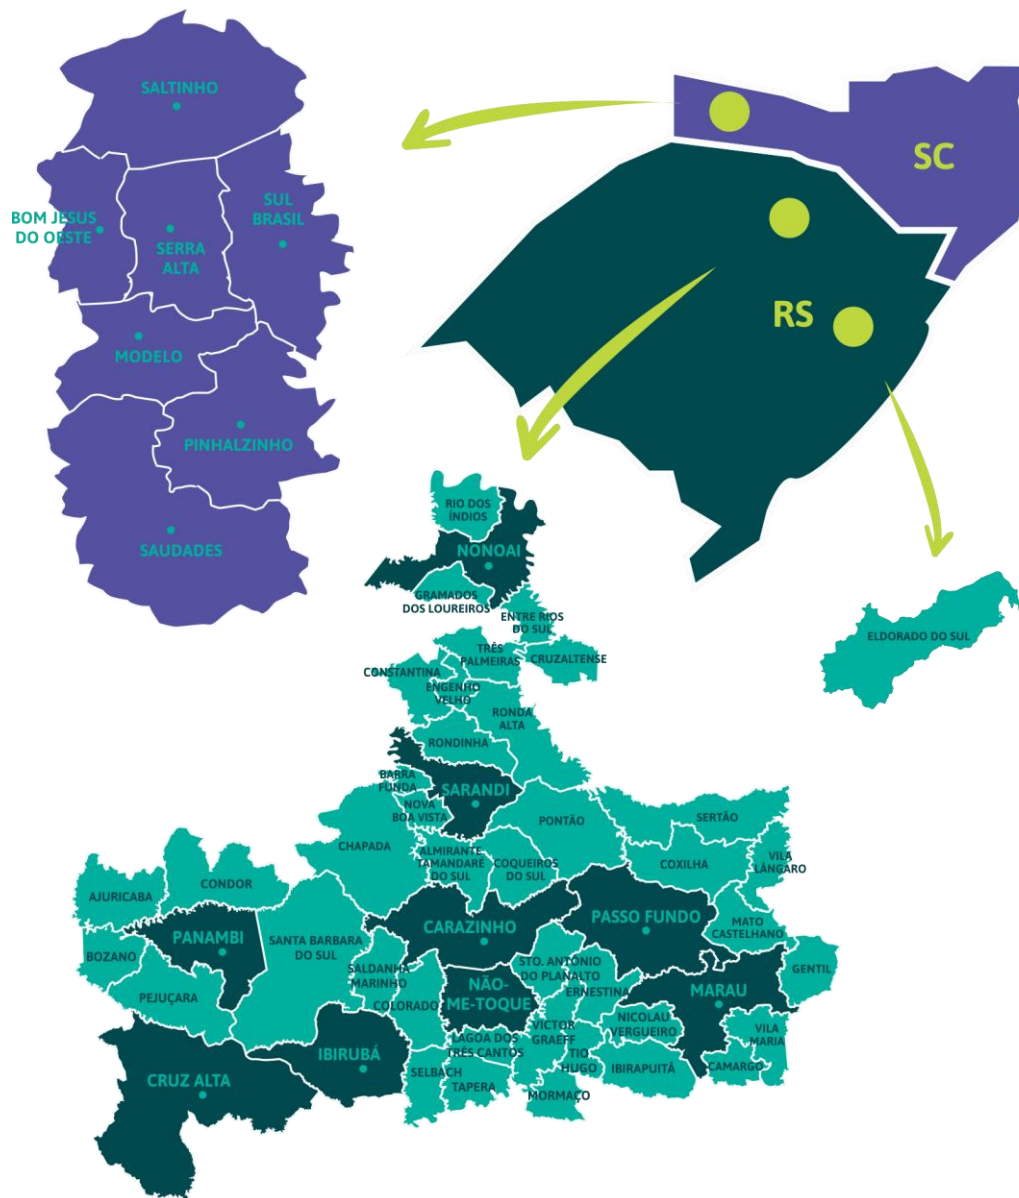 SALTINHO
BOM JESUS
DO OESTE
SERRA
ALTA
SUL
BRASIL
MODELO
PINHALZINHO
SAUDADES
SC
RS
RIO DOS
ÍNDIOS
NONOAI
GRAMADOS
DOS LOUREIROS
ENTRE RIOS
DO SUL
TRÊS
PALMEIRAS
CRUZALTENSE
CONSTANTINA
ENGENHO
VELHO
RONDA
ALTA
RONDINHA
BARRA
FUNDA
SARANDI
NOVA
BOA VISTA
PONTÃO
SERTÃO
CHAPADA
ALMIRANTE
TAMANDARÉ
DO SUL
COQUEIROS
DO SUL
COXILHA
VILA
LÂNGARO
AJURICABA
CONDOR
CARAZINHO
PASSO FUNDO
MATO
CASTELHANO
BOZANO
PANAMBI
SANTA BARBARA
DO SUL
SALDANHA
MARINHO
STO. ANTÔNIO
DO PLANALTO
GENTIL
PEJUÇARA
COLORADO
NÃO-
ME-TOQUE
ERNESTINA
MARAU
NICOLAU
VERGUEIRO
VILA
MARIA
VICTOR
GRAEFF
LAGOA DOS
TRÊS CANTOS
TIO
HUGO
IBIRAPUITÃ
CAMARGO
CRUZ ALTA
IBIRUBÁ
SELBACH
TAPERA
MORMAÇO
ELDORADO DO SUL